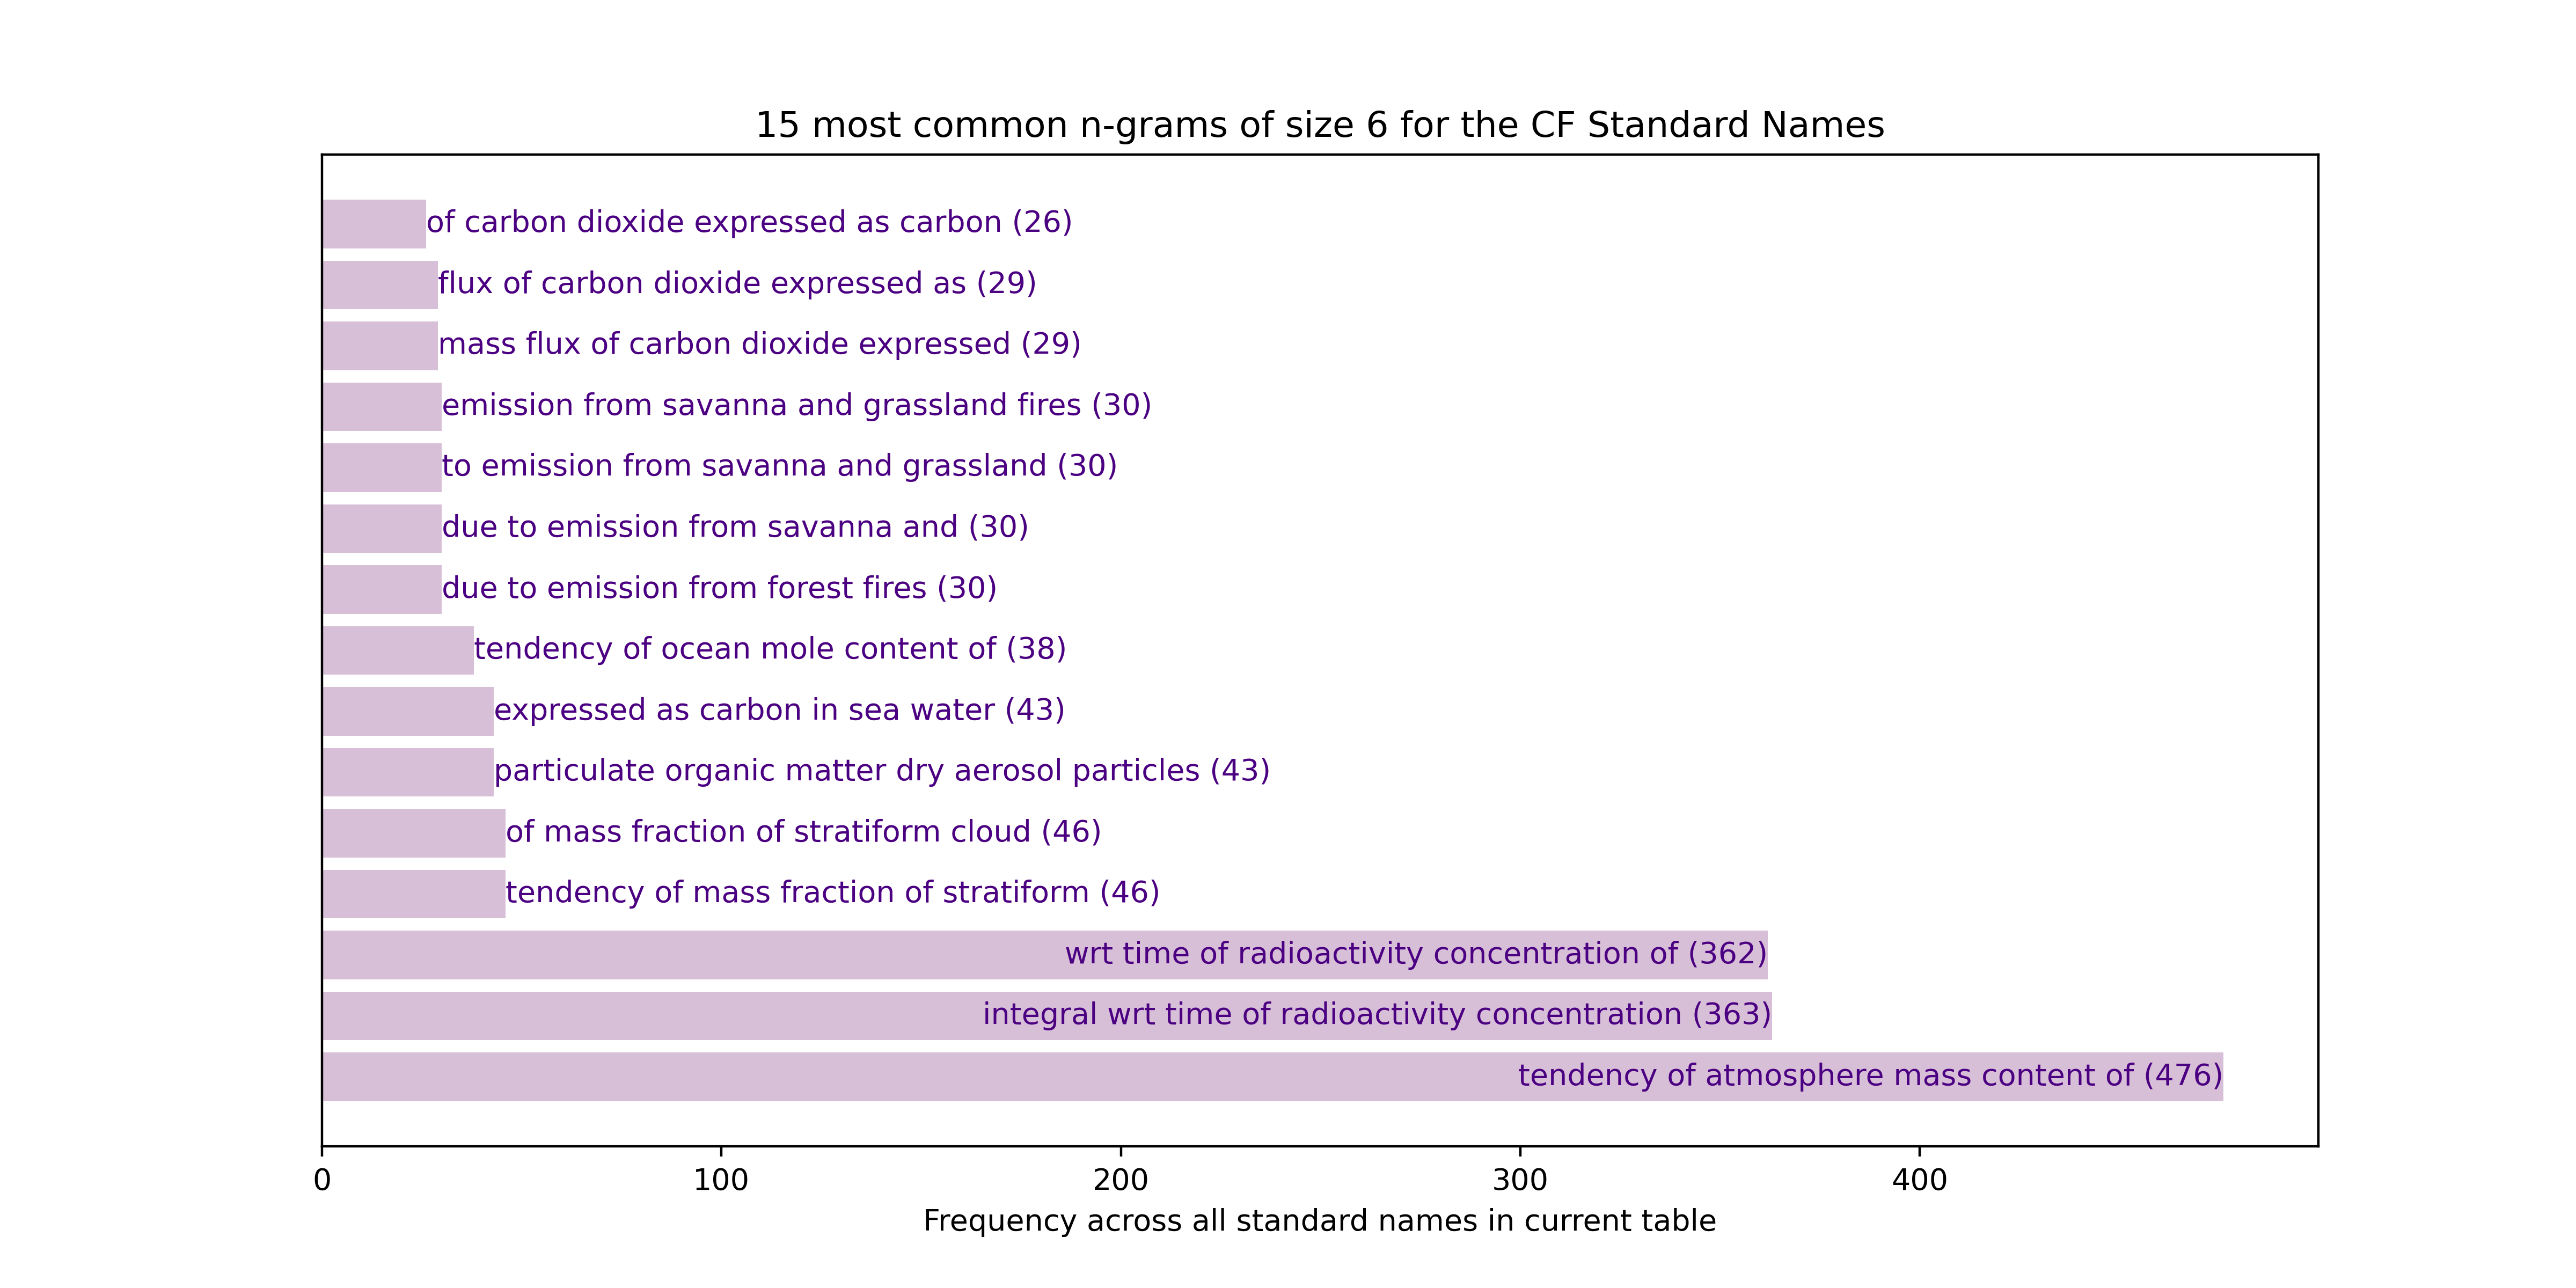 15 most common n-grams of size 6 for the CF Standard Names
of carbon dioxide expressed as carbon (26)
flux of carbon dioxide expressed as (29)
mass flux of carbon dioxide expressed (29)
emission from savanna and grassland fires (30)
to emission from savanna and grassland (30)
due to emission from savanna and (30)
due to emission from forest fires (30)
tendency of ocean mole content of (38)
expressed as carbon in sea water (43)
particulate organic matter dry aerosol particles (43)
of mass fraction of stratiform cloud (46)
tendency of mass fraction of stratiform (46)
wrt time of radioactivity concentration of (362)
integral wrt time of radioactivity concentration (363)
tendency of atmosphere mass content of (476)
0 100 200 300 400
Frequency across all standard names in current table